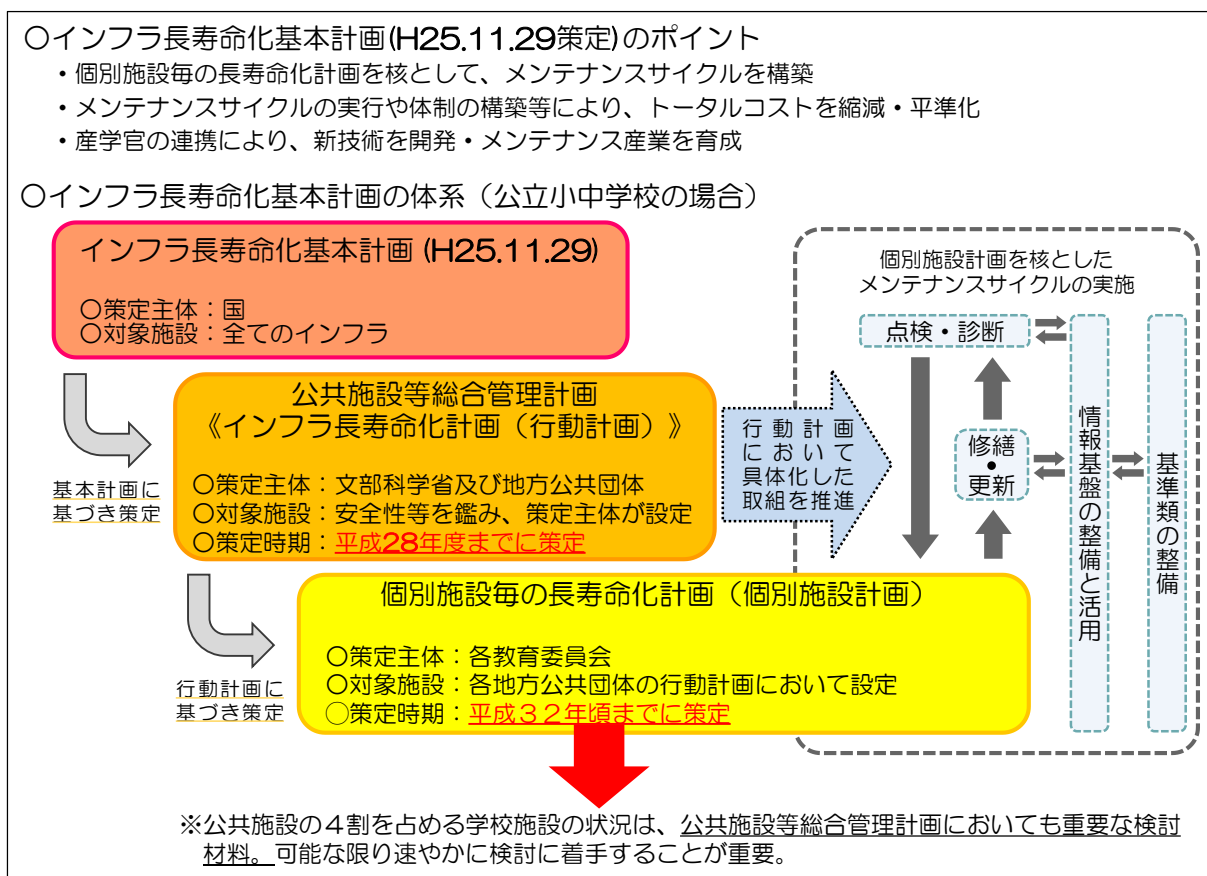 〇インフラ長寿命化基本計画(H25.11.29策定)のポイント
・個別施設毎の長寿命化計画を核として、メンテナンスサイクルを構築
・メンテナンスサイクルの実行や体制の構築等により、トータルコストを縮減・平準化
・産学官の連携により、新技術を開発・メンテナンス産業を育成
〇インフラ長寿命化基本計画の体系（公立小中学校の場合）
インフラ長寿命化基本計画 (H25.11.29)
〇策定主体：国
〇対象施設：全てのインフラ
基本計画に
基づき策定
公共施設等総合管理計画
《インフラ長寿命化計画（行動計画）》
〇策定主体：文部科学省及び地方公共団体
〇対象施設：安全性等を鑑み、策定主体が設定
〇策定時期：平成28年度までに策定
行動計画に
基づき策定
個別施設毎の長寿命化計画（個別施設計画）
〇策定主体：各教育委員会
〇対象施設：各地方公共団体の行動計画において設定
〇策定時期：平成３２年頃までに策定
行動計画
において
具体化した
取組を推進
個別施設計画を核とした
メンテナンスサイクルの実施
点検・診断
修繕
・
更新
情報基盤の整備と活用
基準類の整備
※公共施設の４割を占める学校施設の状況は、公共施設等総合管理計画においても重要な検討
材料。可能な限り速やかに検討に着手することが重要。